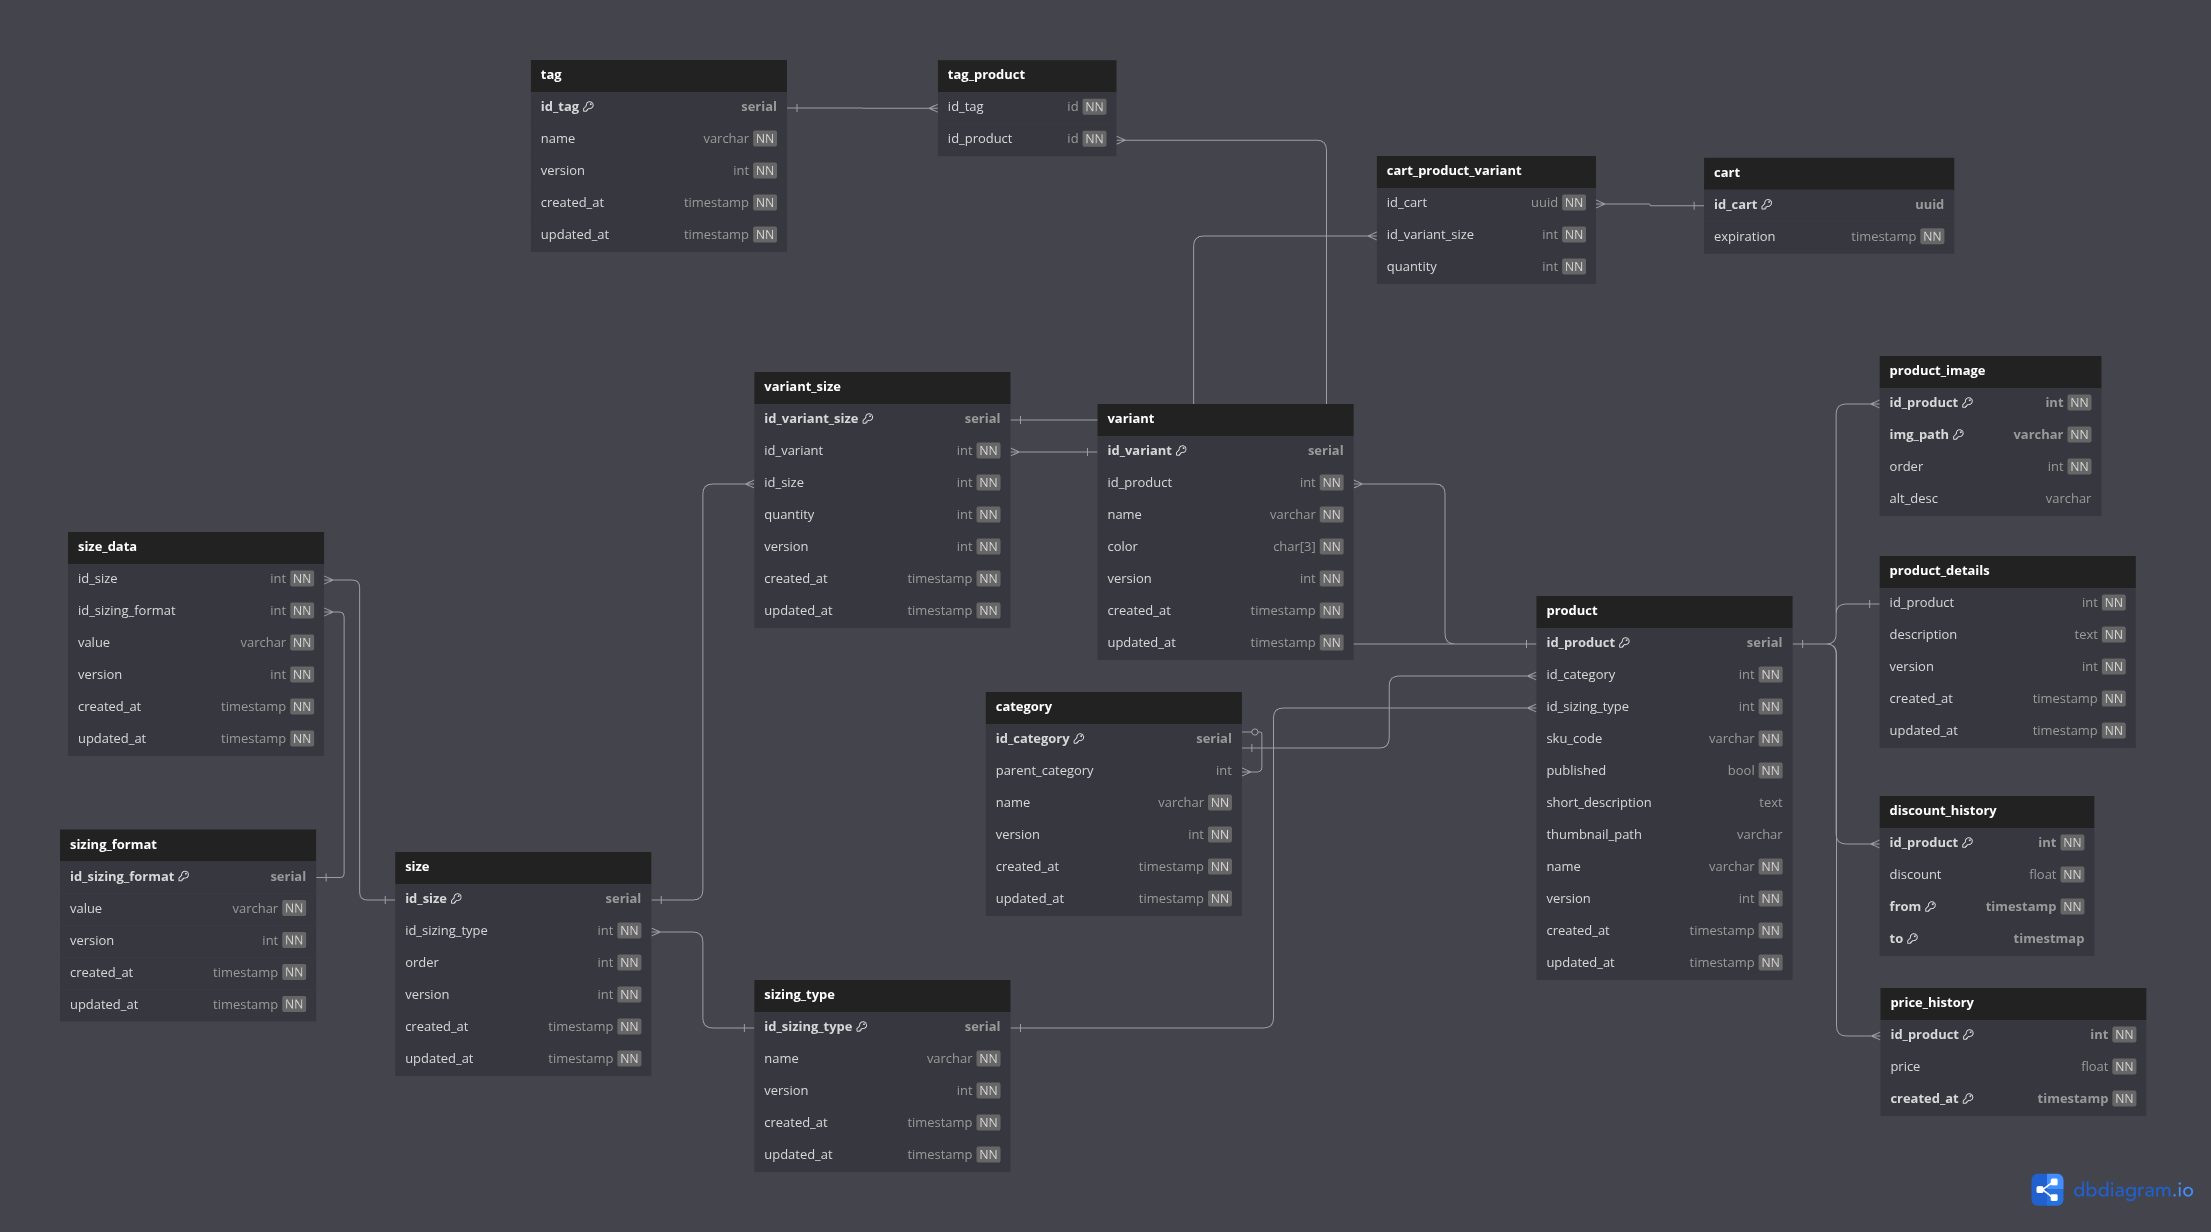 tag
id_tag serial
name varchar NN
version int NN
created_at timestamp NN
updated_at timestamp NN
tag_product
id_tag id NN
id_product id NN
cart_product_variant
id_cart uuid NN
id_variant_size int NN
quantity int NN
cart
id_cart uuid
expiration timestamp NN
variant_size
id_variant_size serial
id_variant int NN
id_size int NN
quantity int NN
version int NN
created_at timestamp NN
updated_at timestamp NN
variant
id_variant serial
id_product int NN
name varchar NN
color char[3] NN
version int NN
created_at timestamp NN
updated_at timestamp NN
product_image
id_product int NN
img_path varchar NN
order int NN
alt_desc varchar
size_data
id_size int NN
id_sizing_format int NN
value varchar NN
version int NN
created_at timestamp NN
updated_at timestamp NN
product_details
id_product int NN
description text NN
version int NN
created_at timestamp NN
updated_at timestamp NN
product
id_product serial
id_category int NN
id_sizing_type int NN
sku_code varchar NN
published bool NN
short_description text
thumbnail_path varchar
name varchar NN
version int NN
created_at timestamp NN
updated_at timestamp NN
category
id_category serial
parent_category int
name varchar NN
version int NN
created_at timestamp NN
updated_at timestamp NN
discount_history
id_product int NN
discount float NN
from timestamp NN
to timestmap
sizing_format
id_sizing_format serial
value varchar NN
version int NN
created_at timestamp NN
updated_at timestamp NN
size
id_size serial
id_sizing_type int NN
order int NN
version int NN
created_at timestamp NN
updated_at timestamp NN
sizing_type
id_sizing_type serial
name varchar NN
version int NN
created_at timestamp NN
updated_at timestamp NN
price_history
id_product int NN
price float NN
created_at timestamp NN
dbdiagram.io